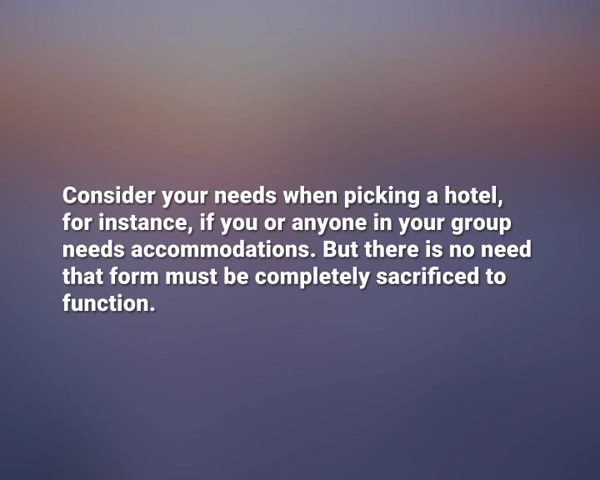 Consider your needs when picking a hotel,
for instance, if you or anyone in your group
needs accommodations. But there is no need
that form must be completely sacrificed to
function.